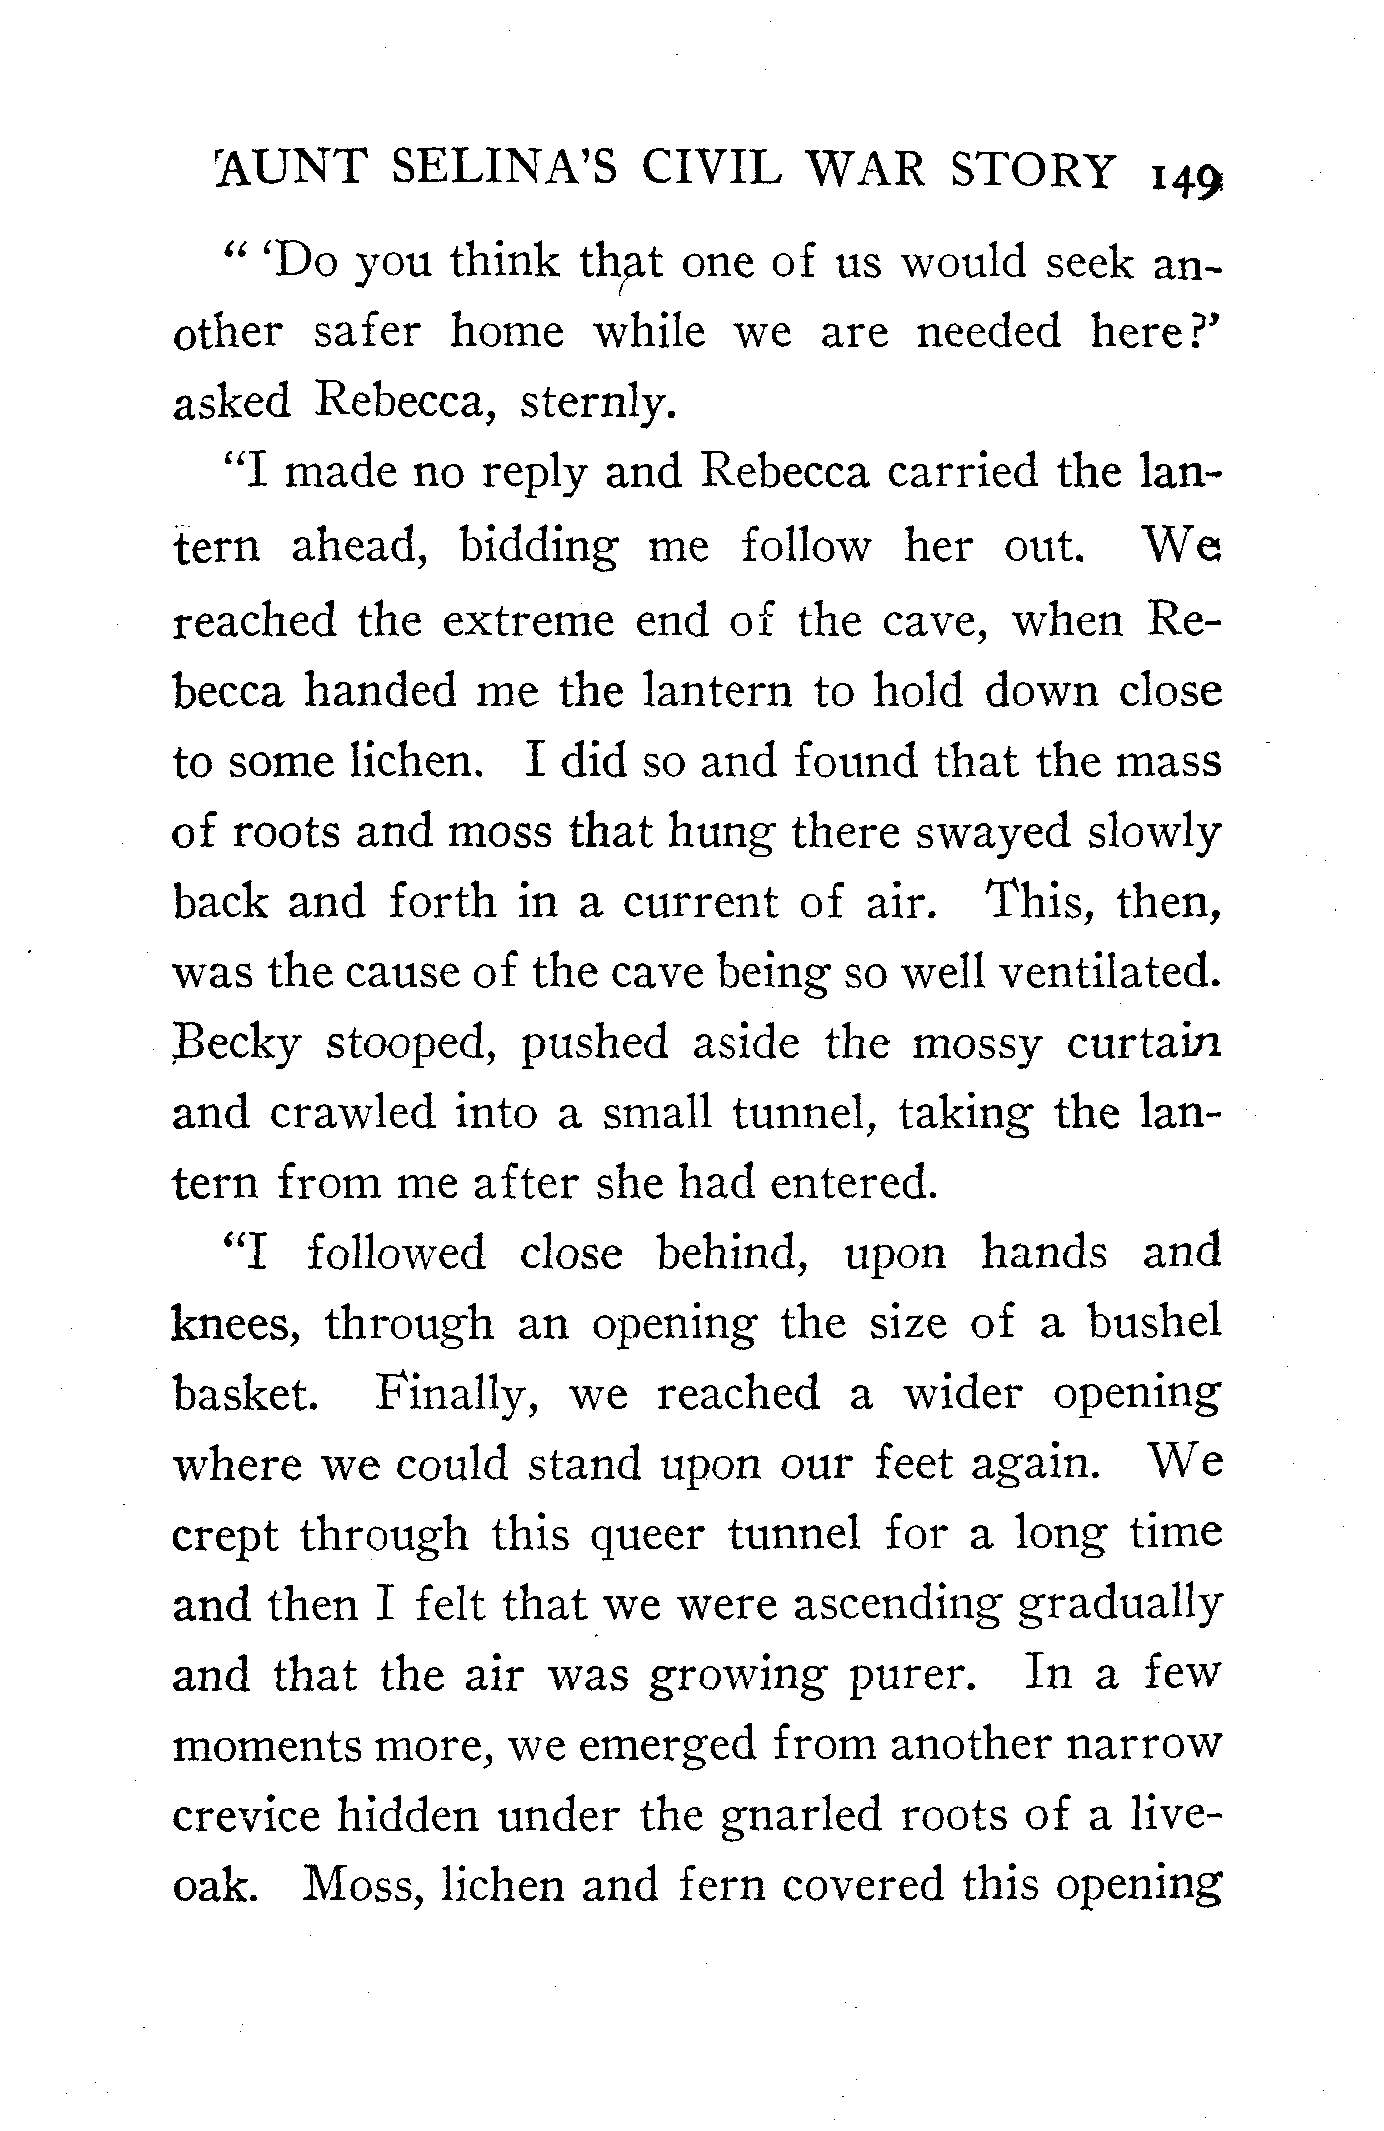 AUNT SELINA'S CIVIL WAR STORY 149
“ ‘Do you think that one of us would seek an-
other safer home while we are needed here?’
asked Rebecca, sternly.
“I made no reply and Rebecca carried the lan-
tern ahead, bidding me follow her out. We
reached the extreme end of the cave, when Re-
becca handed me the lantern to hold down close
to some lichen. I did so and found that the mass
of roots and moss that hung there swayed slowly
back and forth in a current of air. This, then,
was the cause of the cave being so well ventilated.
Becky stooped, pushed aside the mossy curtain
and crawled into a small tunnel, taking the lan-
tern from me after she had entered.
“I followed close behind, upon hands and
knees, through an opening the size of a bushel
basket. Finally, we reached a wider opening
where we could stand upon our feet again. We
crept through this queer tunnel for a long time
and then I felt that we were ascending gradually
and that the air was growing purer. In a few
moments more, we emerged from another narrow
crevice hidden under the gnarled roots of a live-
oak. Moss, lichen and fern covered this opening